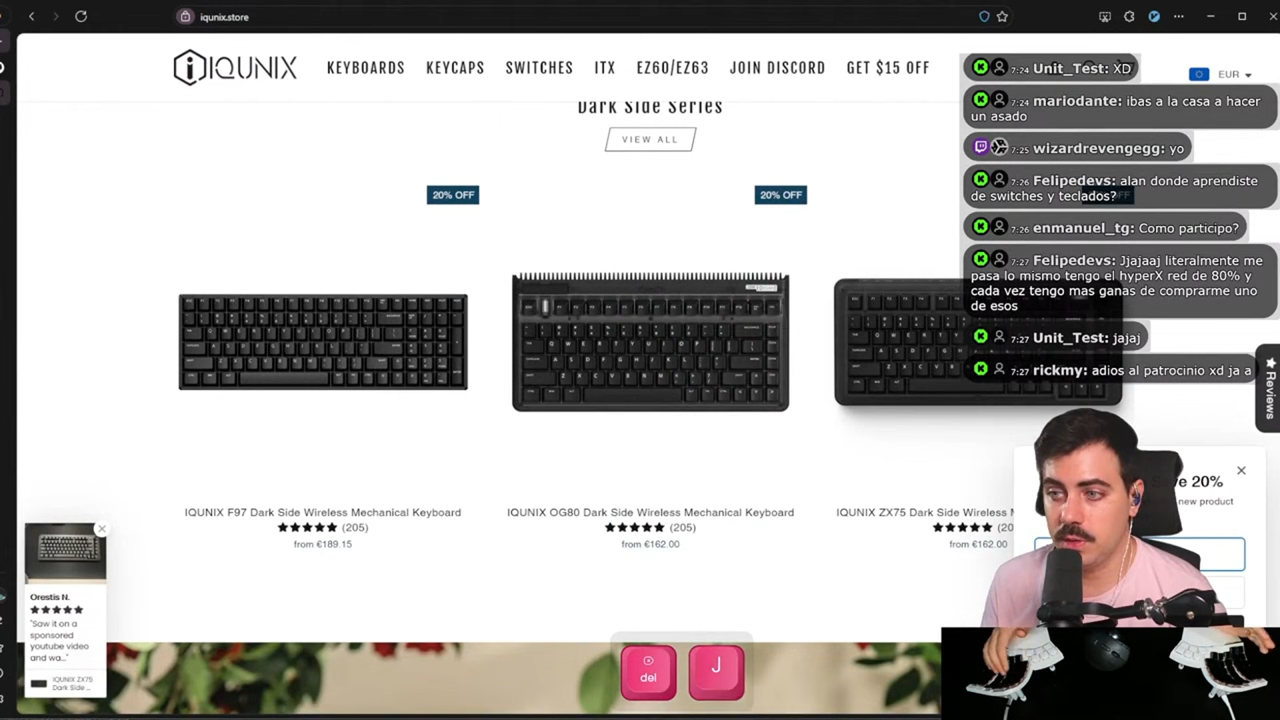 iqunix.store
IQUNIX
KEYBOARDS
KEYCAPS
SWITCHES
ITX
EZ60/EZ63
JOIN DISCORD
GET $15 OFF
EUR
Dark Side Series
VIEW ALL
20% OFF
20% OFF
7:24 Unit_Test: XD
7:24 mariodante: ibas a la casa a hacer
un asado
7:25 wizardrevengegg: yo
7:26 Felipedevs: alan donde aprendiste
de switches y teclados?
7:26 enmanuel_tg: Como participo?
7:27 Felipedevs: Jjajaaj literalmente me
pasa lo mismo tengo el hyperX red de 80% y
cada vez tengo mas ganas de comprarme uno
de esos
7:27 Unit_Test: jajaj
7:27 rickmy: adios al patrocinio xd ja a
Reviews
IQUNIX F97 Dark Side Wireless Mechanical Keyboard
(205)
from €189.15
IQUNIX OG80 Dark Side Wireless Mechanical Keyboard
(205)
from €162.00
IQUNIX ZX75 Dark Side Wireless
from €162.00
20%
new product
Orestis N.
"Saw it on a
sponsored
youtube video
and wa..."
IQUNIX ZX75
Dark Side ...
del
J